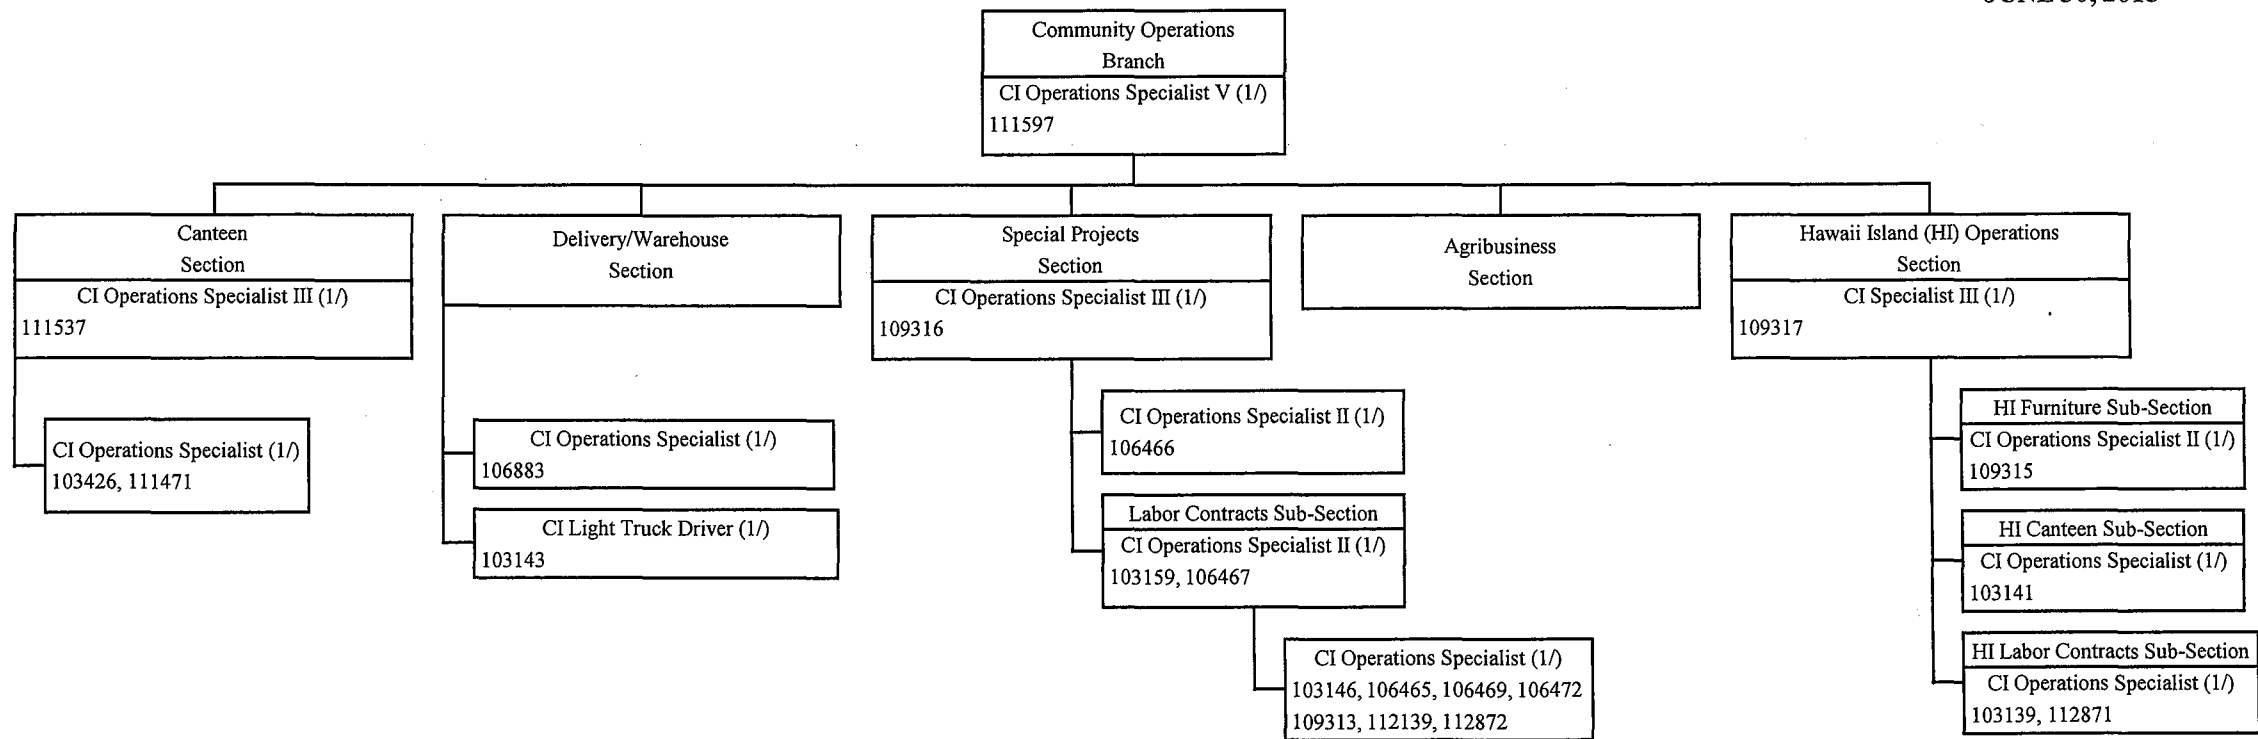 Community Operations
Branch
CI Operations Specialist V (1/)
111597
Canteen
Section
CI Operations Specialist III (1/)
111537
CI Operations Specialist (1/)
103426, 111471
Delivery/Warehouse
Section
CI Operations Specialist (1/)
106883
CI Light Truck Driver (1/)
103143
Special Projects
Section
CI Operations Specialist III (1/)
109316
CI Operations Specialist II (1/)
106466
Labor Contracts Sub-Section
CI Operations Specialist II (1/)
103159, 106467
CI Operations Specialist (1/)
103146, 106465, 106469, 106472
109313, 112139, 112872
Agribusiness
Section
Hawaii Island (HI) Operations
Section
CI Specialist III (1/)
109317
HI Furniture Sub-Section
CI Operations Specialist II (1/)
109315
HI Canteen Sub-Section
CI Operations Specialist (1/)
103141
HI Labor Contracts Sub-Section
CI Operations Specialist (1/)
103139, 112871